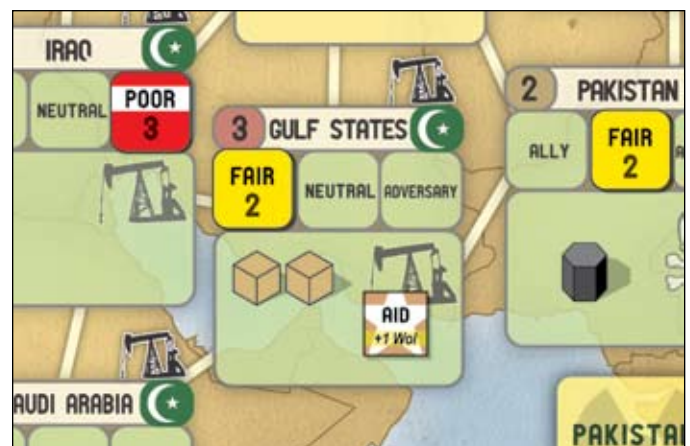 IRAQ
NEUTRAL
POOR
3
3 GULF STATES
FAIR
2
NEUTRAL
ADVERSARY
AID
+1 WoI
2 PAKISTAN
ALLY
FAIR
2
AUDI ARABIA
PAKISTA